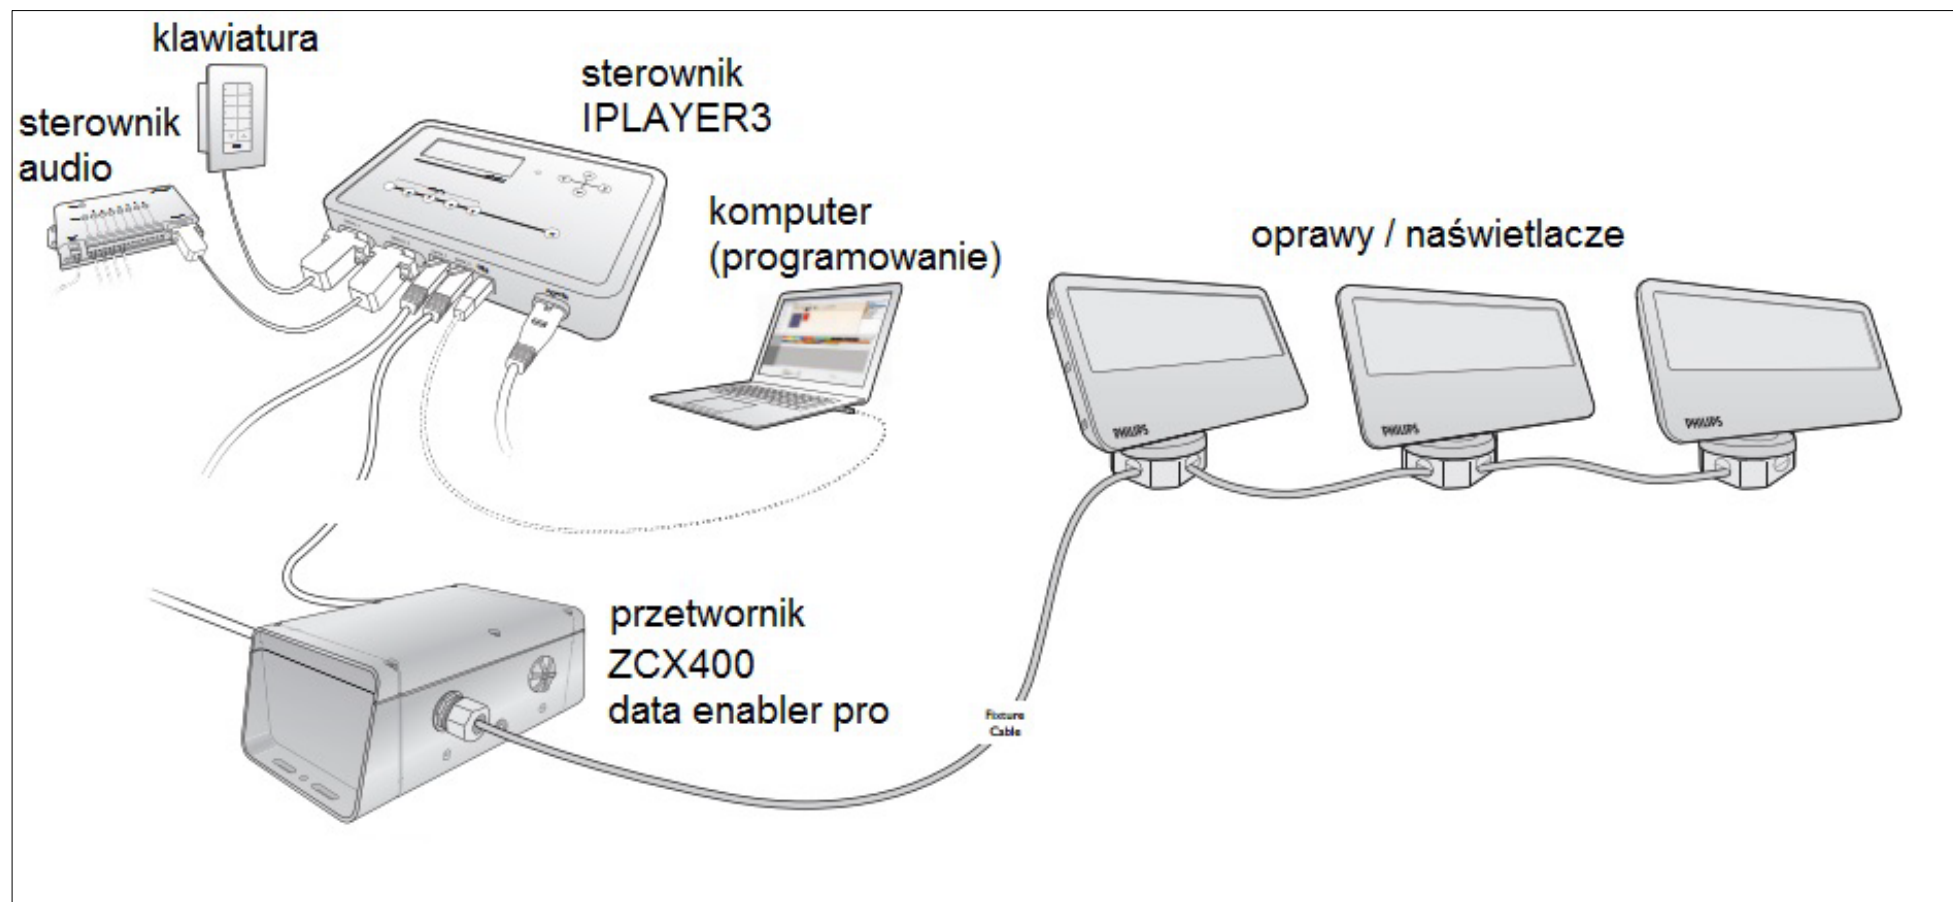 klawiatura
sterownik
audio
sterownik
IPLAYER3
komputer
(programowanie)
oprawy / naświetlacze
PHILIPS
PHILIPS
PHILIPS
przetwornik
ZCX400
data enabler pro
Fixture
Cable